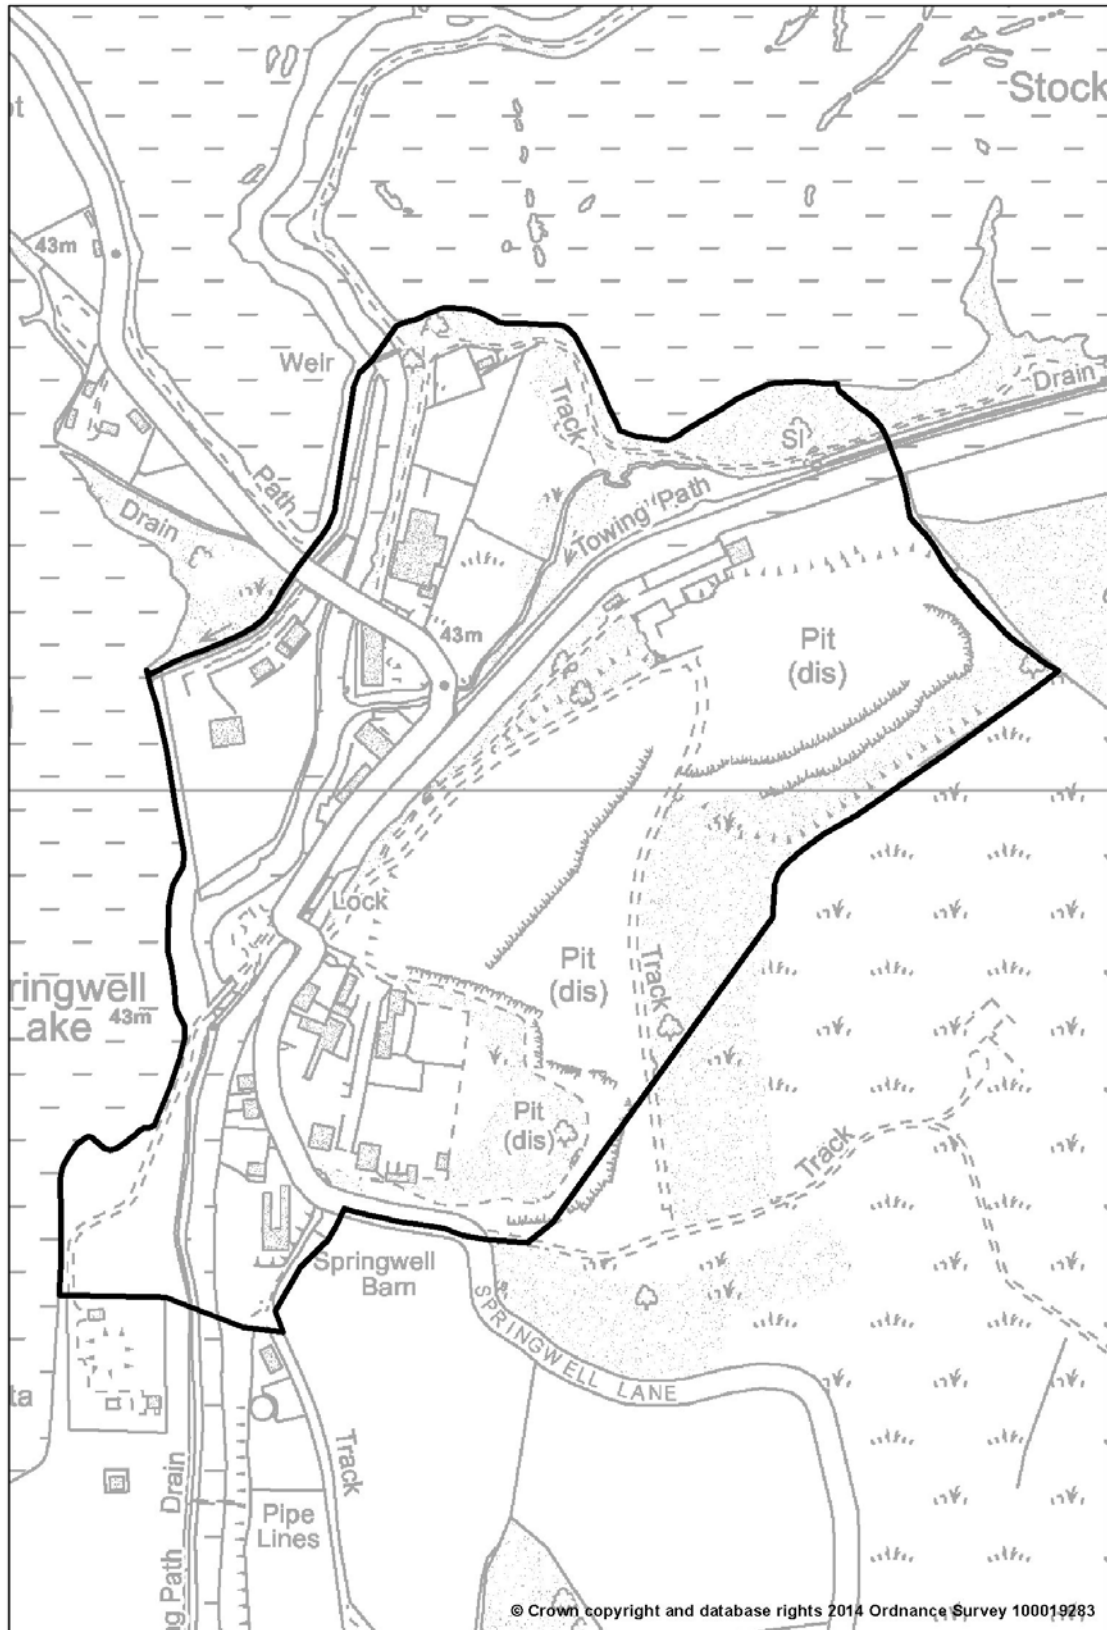 Stock
ot
43m
Weir
Track
Drain
Sl
Path
Drain
Towing Path
43m
Pit
(dis)
Lock
Pit
(dis)
Track
ringwell
Lake 43m
Pit
(dis)
Track
Springwell
Barn
SPRINGWELL LANE
ta
Track
Drain
ng Path
Pipe
Lines
© Crown copyright and database rights 2014 Ordnance Survey 100019283